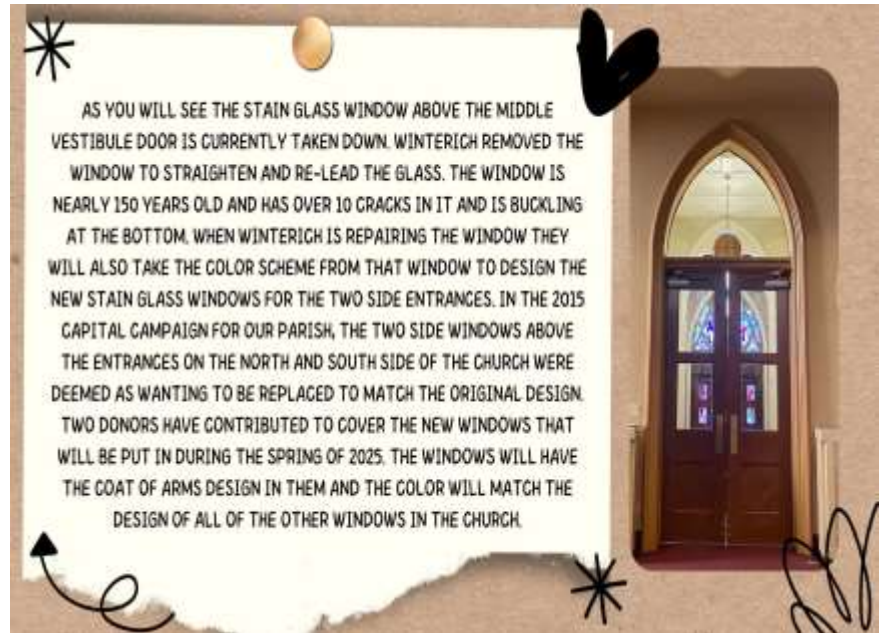 AS YOU WILL SEE THE STAIN GLASS WINDOW ABOVE THE MIDDLE
VESTIBULE DOOR IS CURRENTLY TAKEN DOWN. WINTERICH REMOVED THE
WINDOW TO STRAIGHTEN AND RE-LEAD THE GLASS. THE WINDOW IS
NEARLY 150 YEARS OLD AND HAS OVER 10 CRACKS IN IT AND IS BUCKLING
AT THE BOTTOM. WHEN WINTERICH IS REPAIRING THE WINDOW THEY
WILL ALSO TAKE THE COLOR SCHEME FROM THAT WINDOW TO DESIGN THE
NEW STAIN GLASS WINDOWS FOR THE TWO SIDE ENTRANCES. IN THE 2015
CAPITAL CAMPAIGN FOR OUR PARISH, THE TWO SIDE WINDOWS ABOVE
THE ENTRANCES ON THE NORTH AND SOUTH SIDE OF THE CHURCH WERE
DEEMED AS WANTING TO BE REPLACED TO MATCH THE ORIGINAL DESIGN.
TWO DONORS HAVE CONTRIBUTED TO COVER THE NEW WINDOWS THAT
WILL BE PUT IN DURING THE SPRING OF 2025. THE WINDOWS WILL HAVE
THE COAT OF ARMS DESIGN IN THEM AND THE COLOR WILL MATCH THE
DESIGN OF ALL OF THE OTHER WINDOWS IN THE CHURCH.